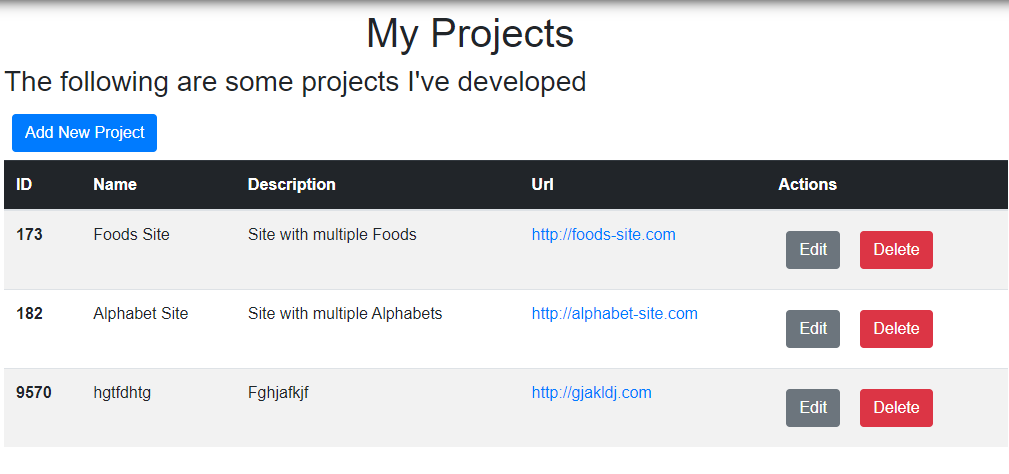 My Projects
The following are some projects I've developed
Add New Project
ID Name Description Url Actions
173 Foods Site Site with multiple Foods http://foods-site.com Edit Delete
182 Alphabet Site Site with multiple Alphabets http://alphabet-site.com Edit Delete
9570 hgtfdhtg Fghjafkjf http://gjakldj.com Edit Delete